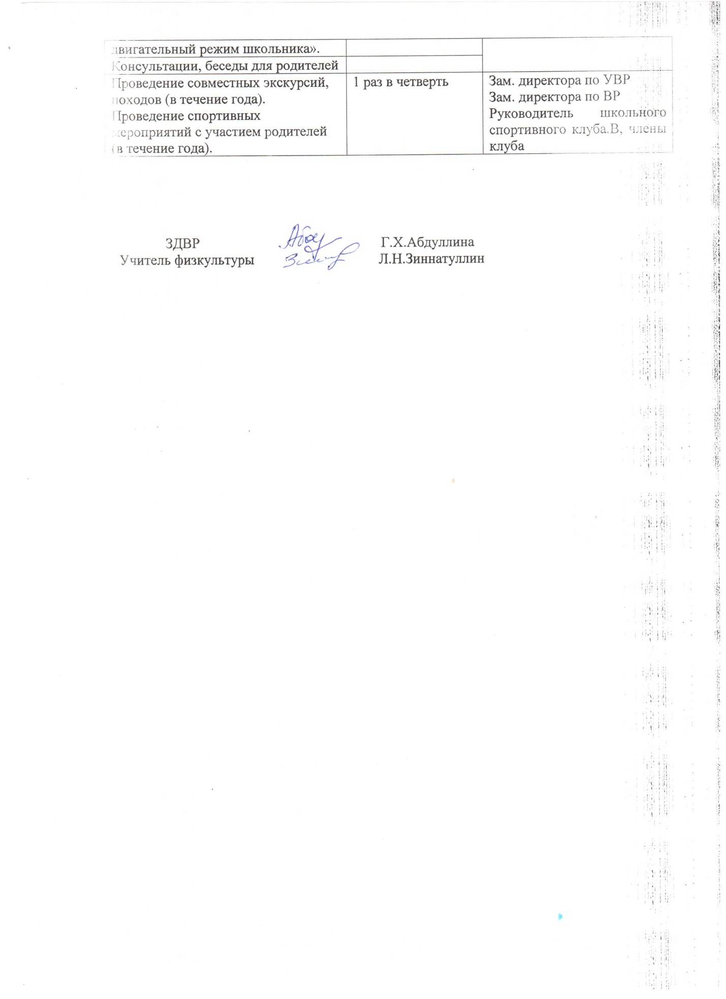 двигательный режим школьника».
Консультации, беседы для родителей
Проведение совместных экскурсий,
походов (в течение года).
Проведение спортивных
мероприятий с участием родителей
(в течение года).
1 раз в четверть
Зам. директора по УВР
Зам. директора по ВР
Руководитель школьного
спортивного клуба.В, члены
клуба
ЗДВР Г.Х.Абдуллина
Учитель физкультуры Л.Н.Зиннатуллин